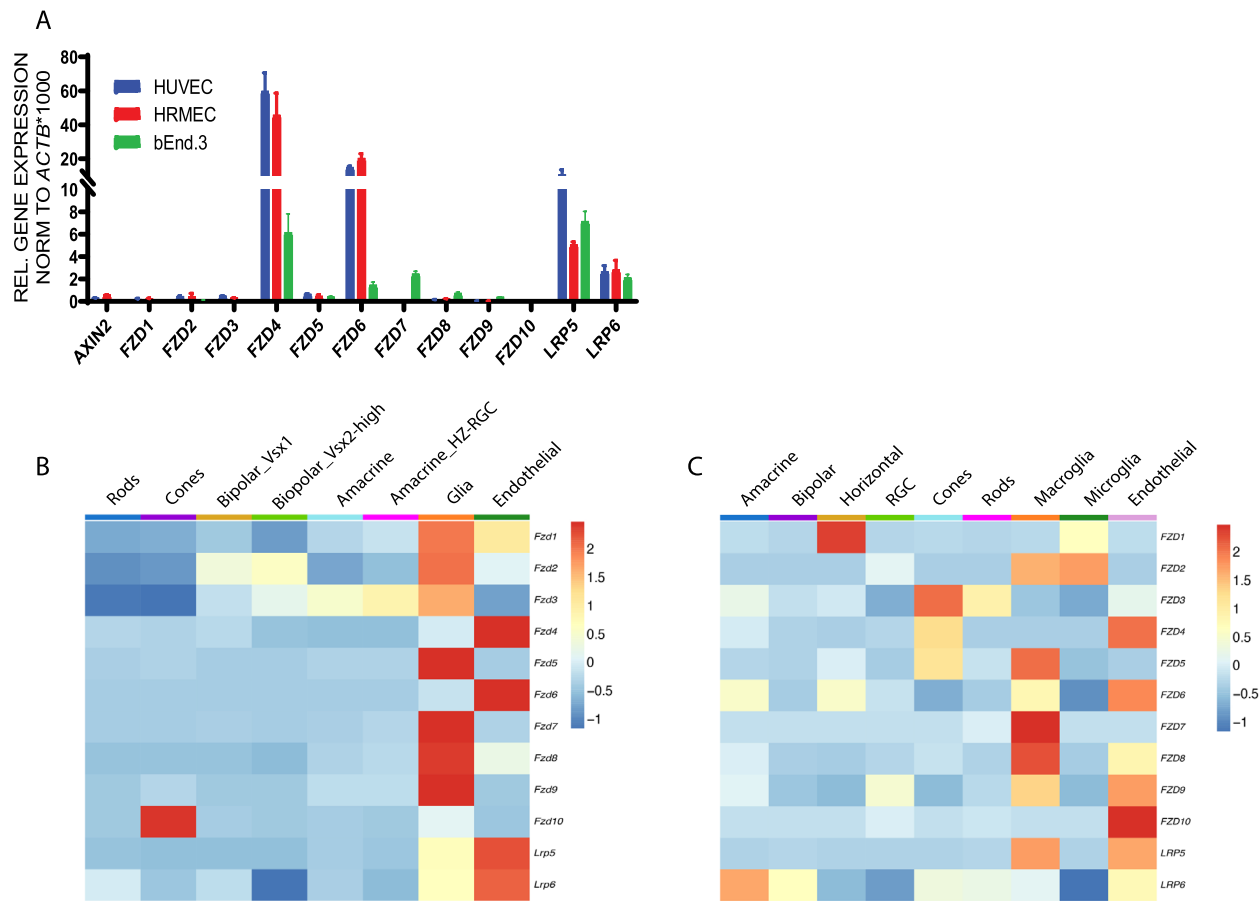 A
REL. GENE EXPRESSION
NORM TO ACTB*1000
80
60
40
20
10
8
6
4
2
0
HUVEC
HRMEC
bEnd.3
AXIN2
FZD1
FZD2
FZD3
FZD4
FZD5
FZD6
FZD7
FZD8
FZD9
FZD10
LRP5
LRP6
B
Rods
Cones
Bipolar_Vsx1
Biopolar_Vsx2-high
Amacrine
Amacrine_HZ-RGC
Glia
Endothelial
Fzd1
Fzd2
Fzd3
Fzd4
Fzd5
Fzd6
Fzd7
Fzd8
Fzd9
Fzd10
Lrp5
Lrp6
2
1.5
1
0.5
0
−0.5
−1
C
Amacrine
Bipolar
Horizontal
RGC
Cones
Rods
Macroglia
Microglia
Endothelial
FZD1
FZD2
FZD3
FZD4
FZD5
FZD6
FZD7
FZD8
FZD9
FZD10
LRP5
LRP6
2
1.5
1
0.5
0
−0.5
−1